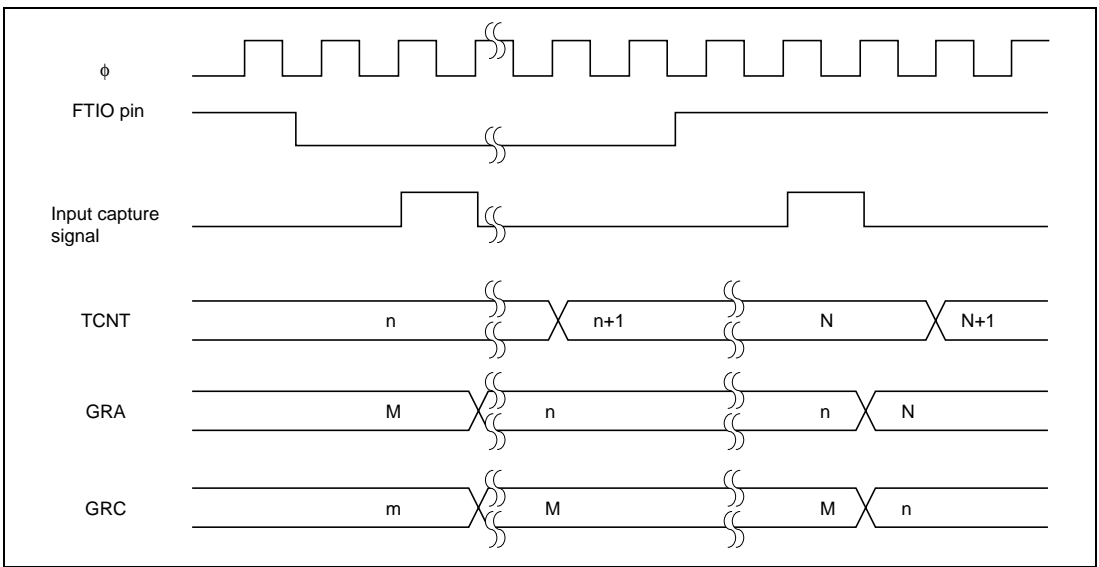 ϕ
FTIO pin
Input capture
signal
TCNT n n+1 N N+1
GRA M n n N
GRC m M M n